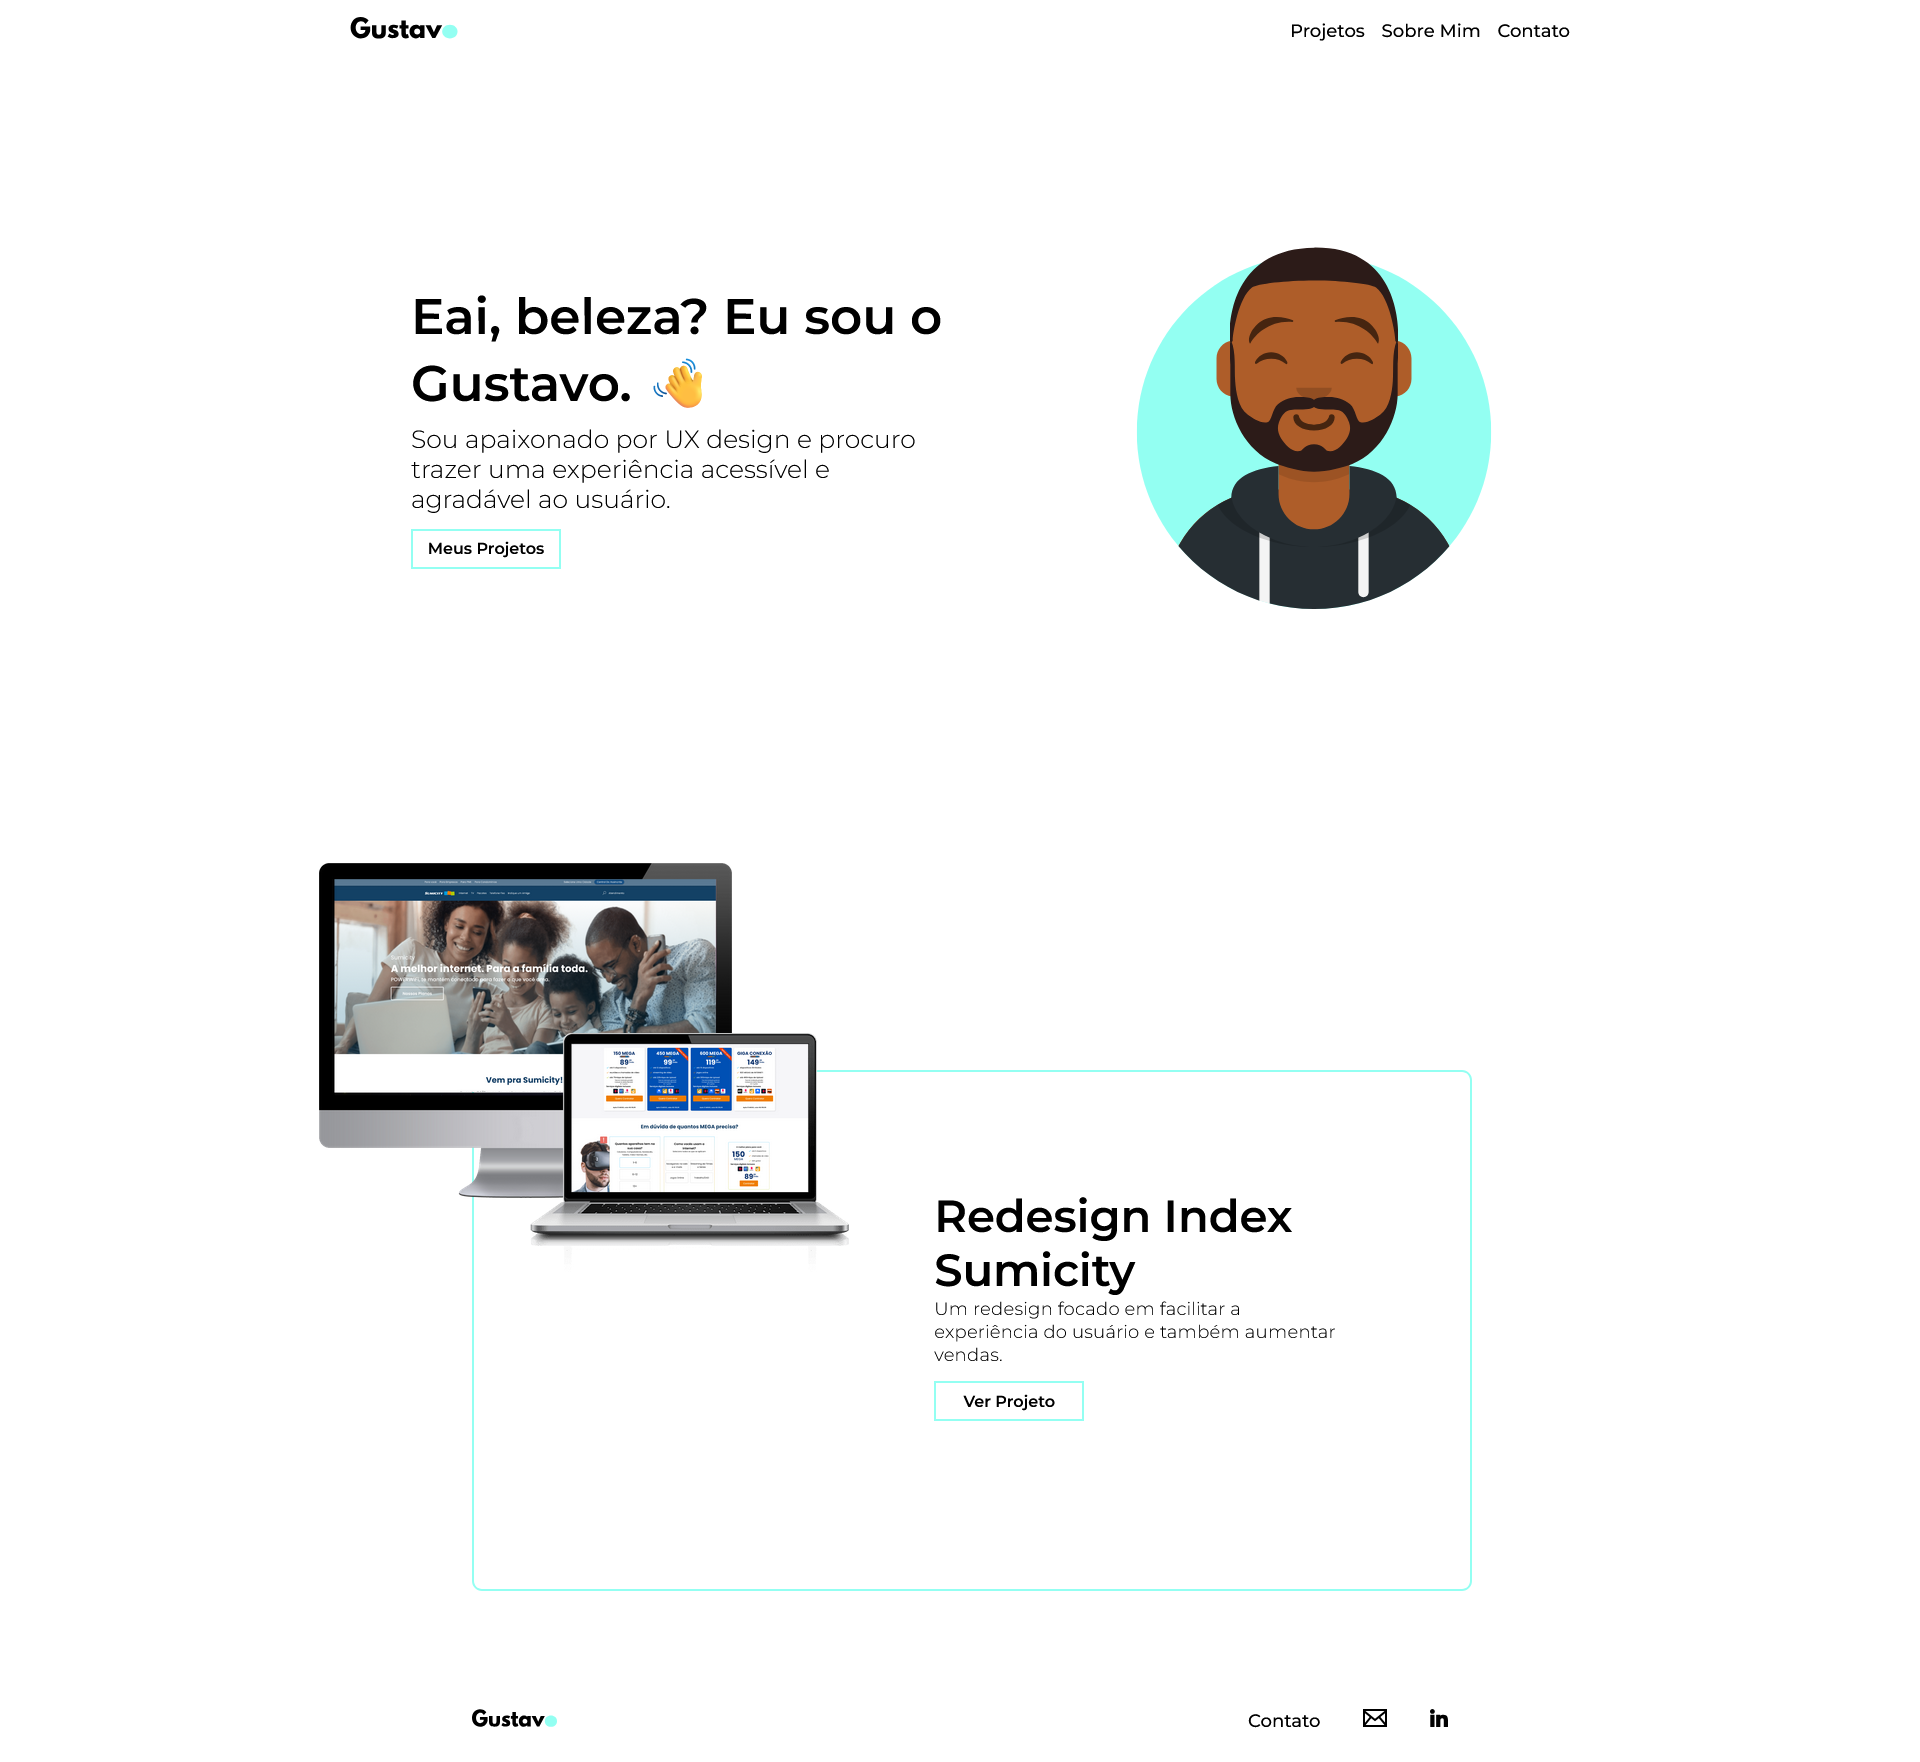 Gustavo
Projetos Sobre Mim Contato
Eai, beleza? Eu sou o
Gustavo. 👋
Sou apaixonado por UX design e procuro
trazer uma experiência acessível e
agradável ao usuário.
Meus Projetos
Sumicity
A melhor internet. Para a família toda.
Vem pra Sumicity!
150 MEGA
89
450 MEGA
99
600 MEGA
119
GIGA CONEXÃO
149
Em dúvida de quantos MEGA precisa?
150
89
Redesign Index
Sumicity
Um redesign focado em facilitar a
experiência do usuário e também aumentar
vendas.
Ver Projeto
Gustavo
Contato
in